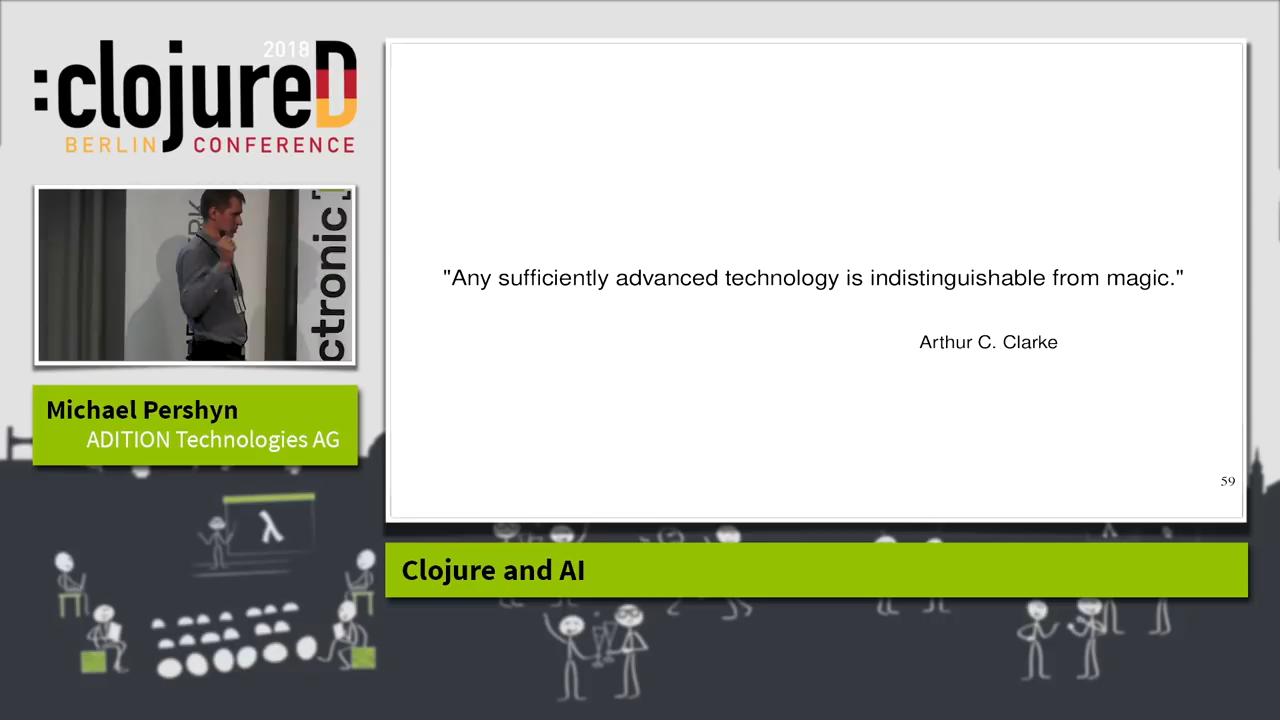 2018
:clojureD
BERLIN CONFERENCE
ctronic]
Michael Pershyn
ADITION Technologies AG
"Any sufficiently advanced technology is indistinguishable from magic."
Arthur C. Clarke
59
Clojure and AI
λ